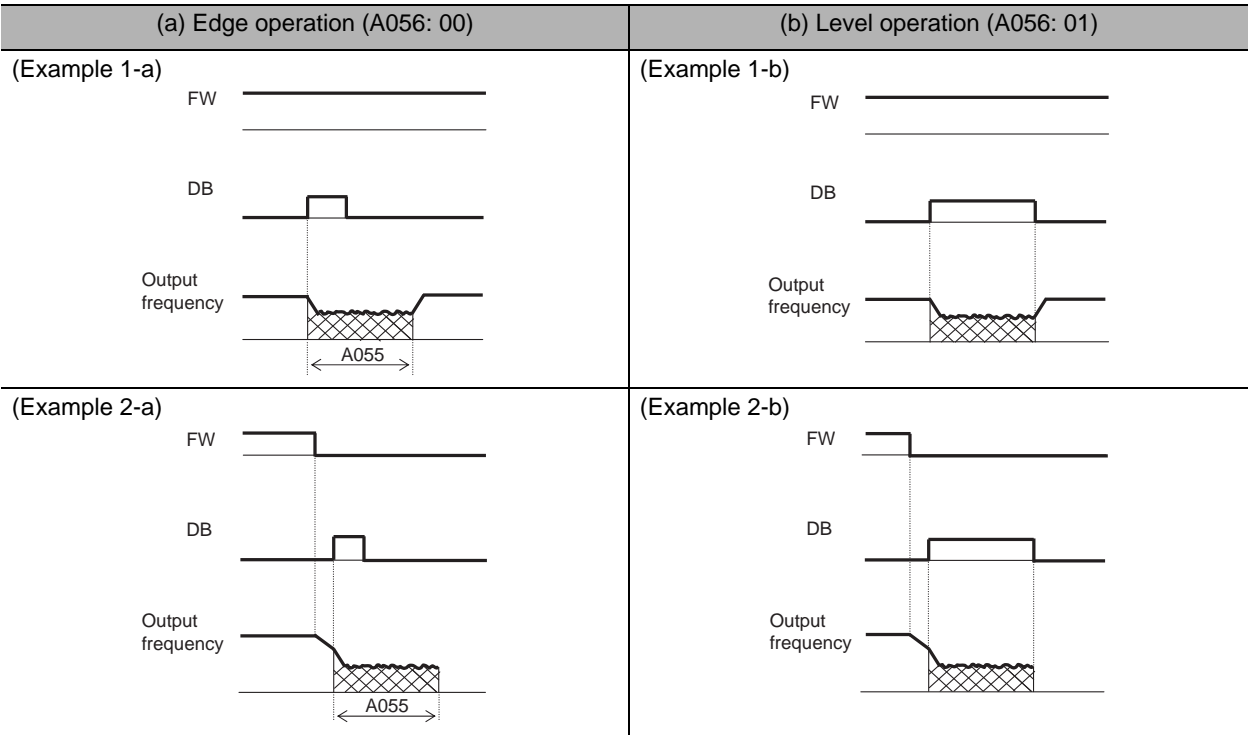 (a) Edge operation (A056: 00)
(b) Level operation (A056: 01)
(Example 1-a)
FW
DB
Output
frequency
A055
(Example 1-b)
FW
DB
Output
frequency
(Example 2-a)
FW
DB
Output
frequency
A055
(Example 2-b)
FW
DB
Output
frequency